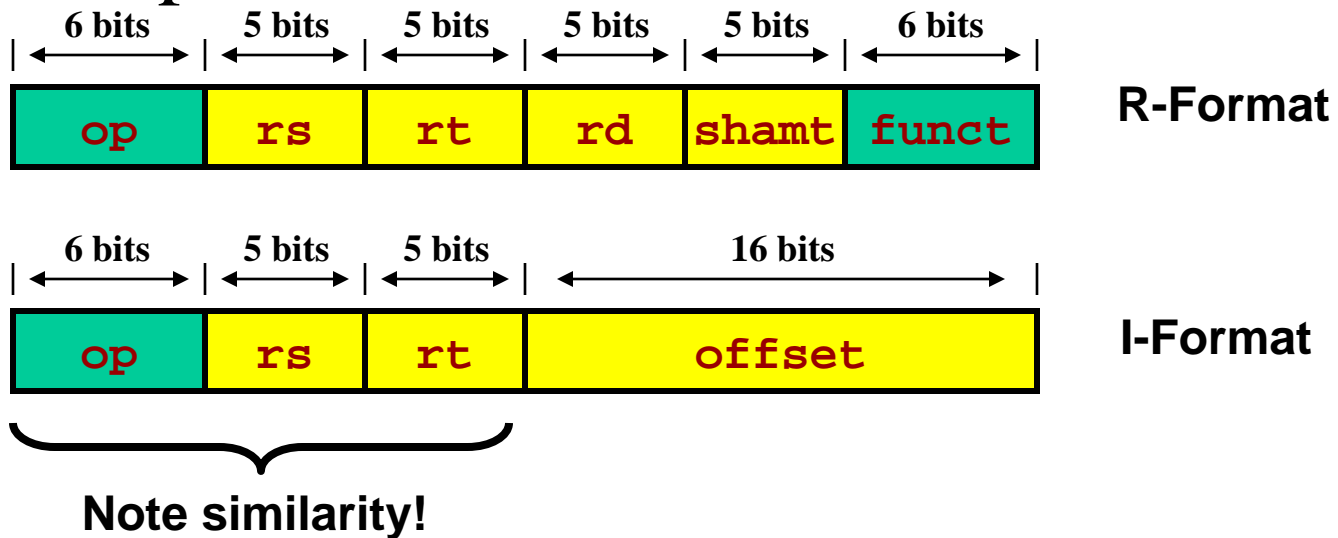 6 bits 5 bits 5 bits 5 bits 5 bits 6 bits
op rs rt rd shamt funct
R-Format
6 bits 5 bits 5 bits 16 bits
op rs rt offset
I-Format
Note similarity!